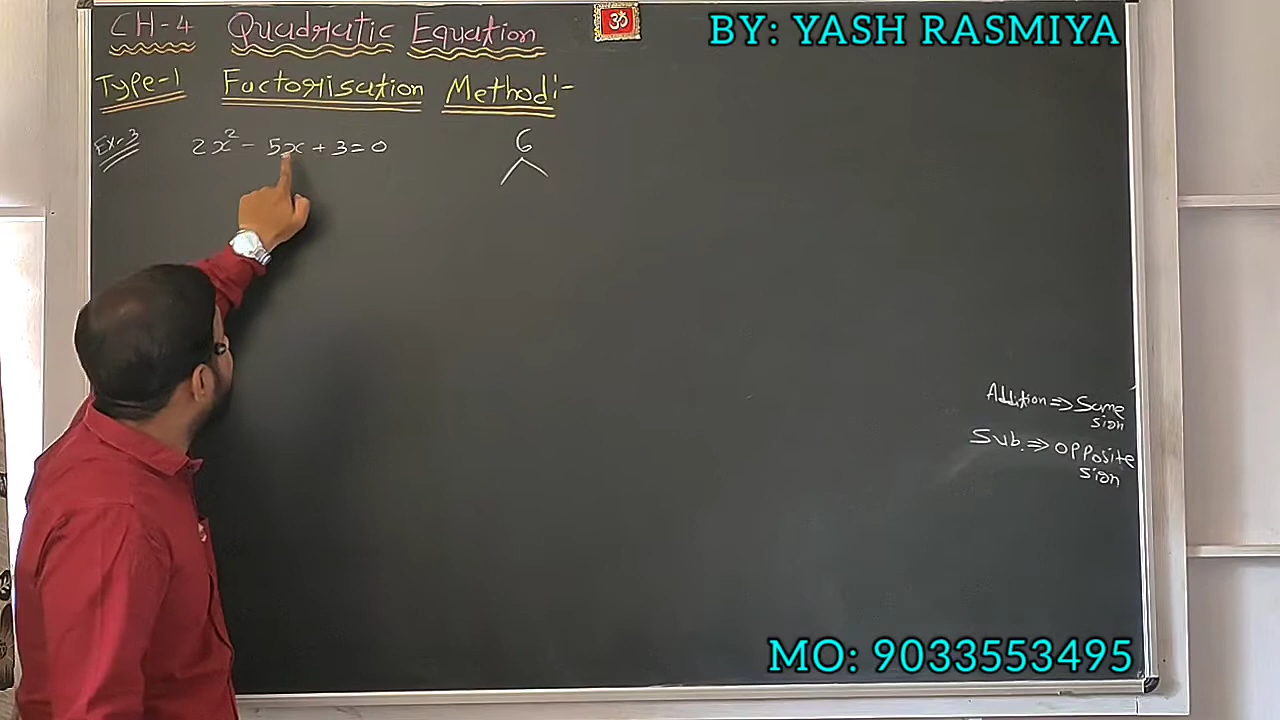 CH-4 Quadratic Equation
ॐ
BY: YASH RASMIYA
Type-1 Factorisation Method:-
Ex-3 2x² - 5x + 3 = 0
6
Addition ⇒ Same
sign
Sub. ⇒ opposite
sign
MO: 9033553495